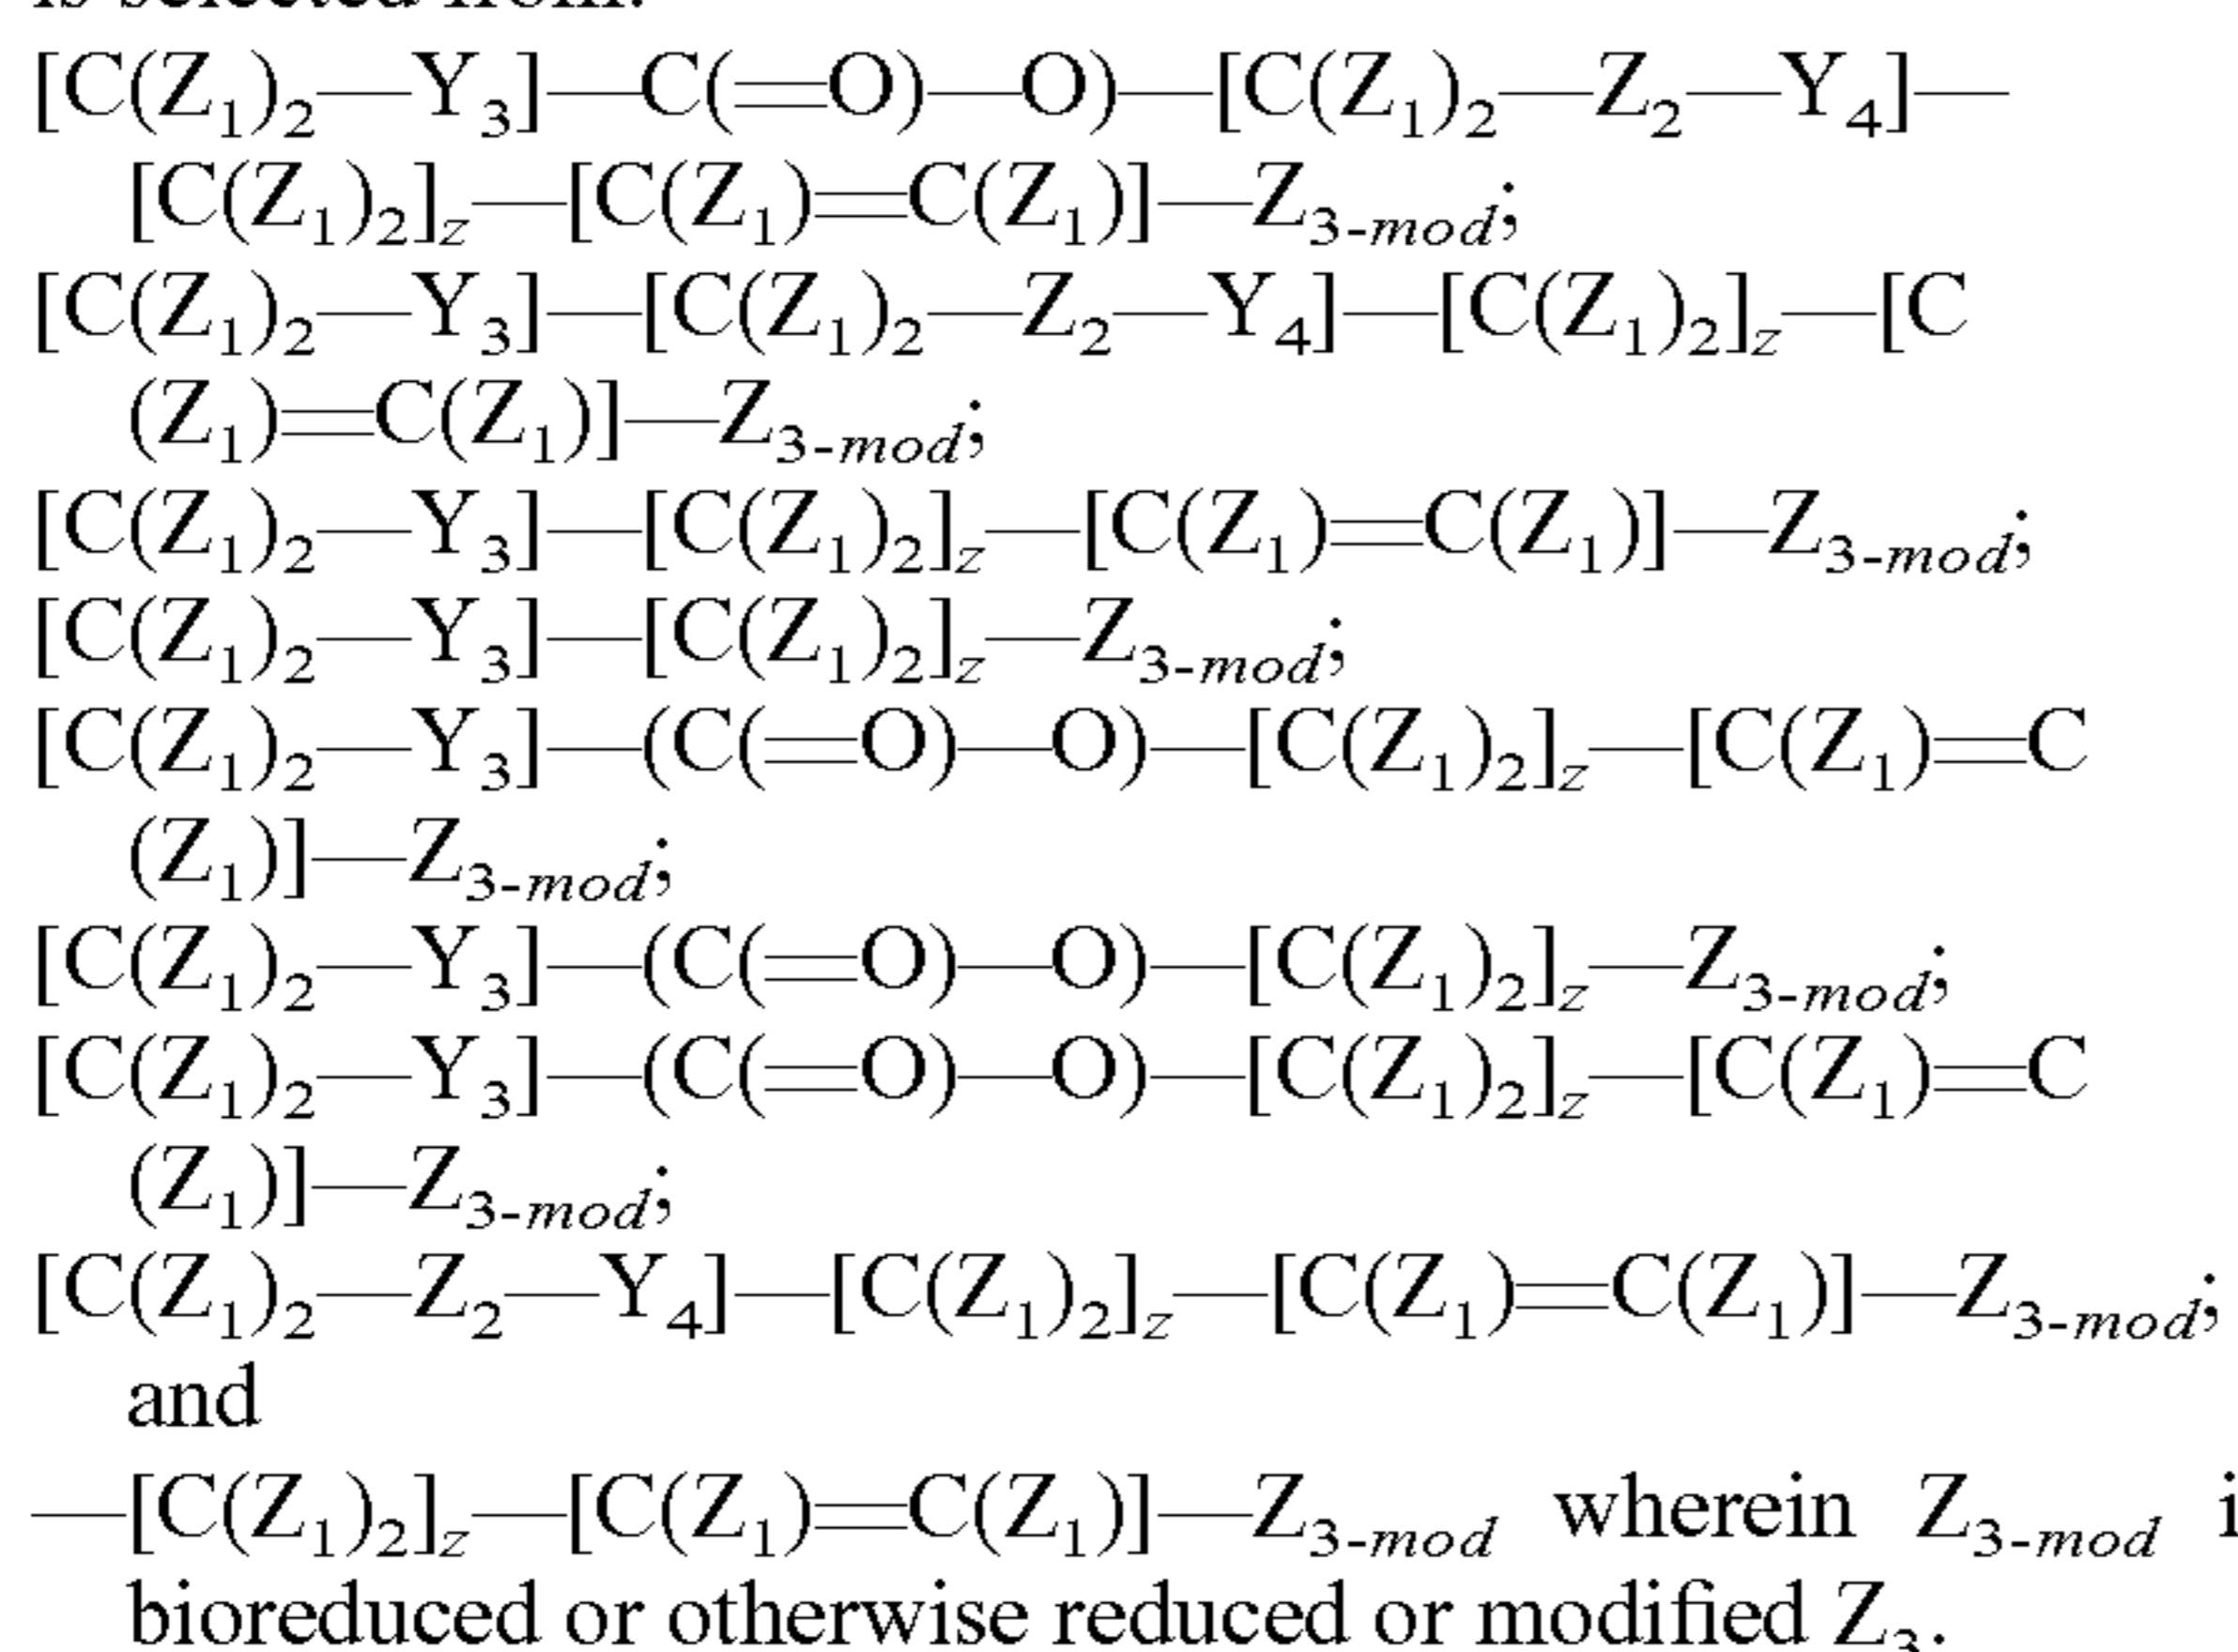 is selected from:
[C(Z₁)₂—Y₃]—C(=O)—O)—[C(Z₁)₂—Z₂—Y₄]—
[C(Z₁)₂]z—[C(Z₁)=C(Z₁)]—Z₃-mod;
[C(Z₁)₂—Y₃]—[C(Z₁)₂—Z₂—Y₄]—[C(Z₁)₂]z—[C
(Z₁)=C(Z₁)]—Z₃-mod;
[C(Z₁)₂—Y₃]—[C(Z₁)₂]z—[C(Z₁)=C(Z₁)]—Z₃-mod;
[C(Z₁)₂—Y₃]—[C(Z₁)₂]z—Z₃-mod;
[C(Z₁)₂—Y₃]—(C(=O)—O)—[C(Z₁)₂]z—[C(Z₁)=C
(Z₁)]—Z₃-mod;
[C(Z₁)₂—Y₃]—(C(=O)—O)—[C(Z₁)₂]z—Z₃-mod;
[C(Z₁)₂—Y₃]—(C(=O)—O)—[C(Z₁)₂]z—[C(Z₁)=C
(Z₁)]—Z₃-mod;
[C(Z₁)₂—Z₂—Y₄]—[C(Z₁)₂]z—[C(Z₁)=C(Z₁)]—Z₃-mod;
and
—[C(Z₁)₂]z—[C(Z₁)=C(Z₁)]—Z₃-mod wherein Z₃-mod i
bioreduced or otherwise reduced or modified Z₃.